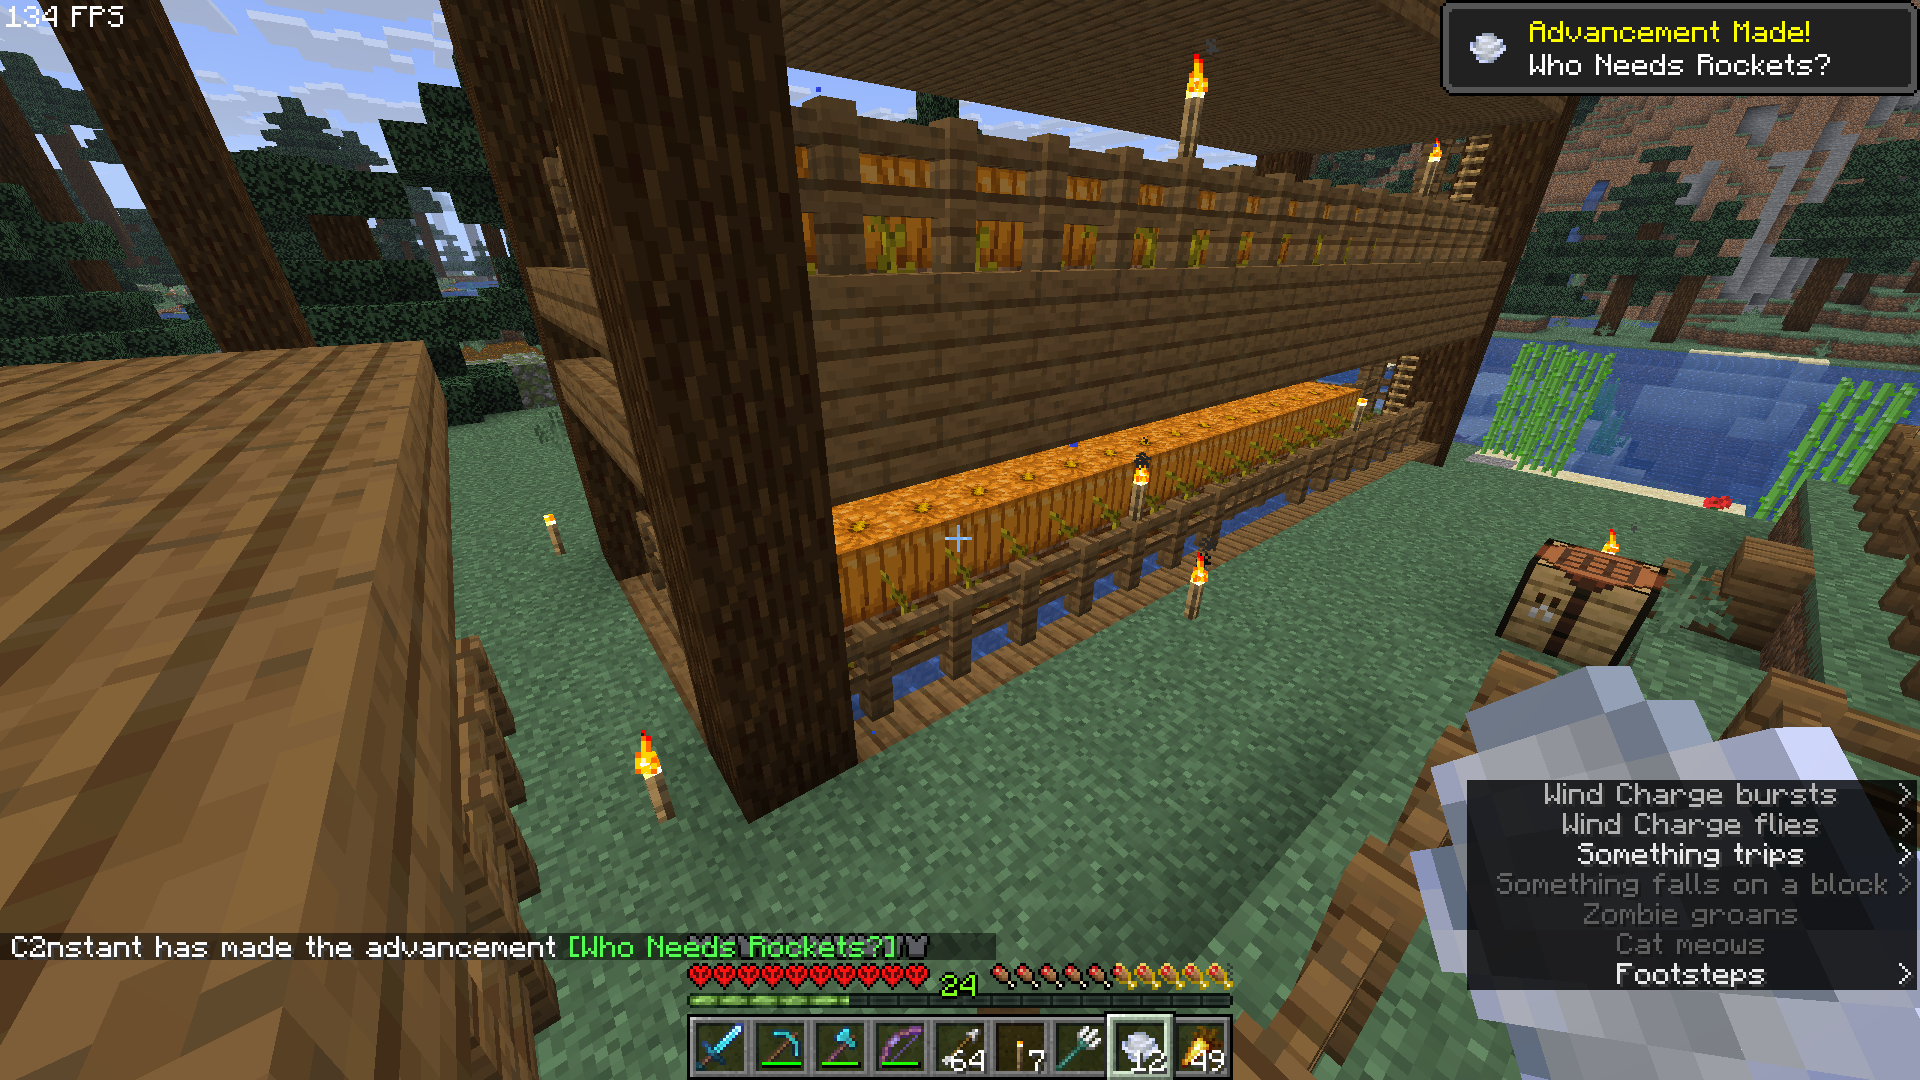 134 FPS
Advancement Made!
Who Needs Rockets?
Wind Charge bursts >
Wind Charge flies >
Something trips >
Something falls on a block >
Zombie groans
Cat meows
Footsteps >
C2nstant has made the advancement [Who Needs Rockets?]
24
64 7 12 49